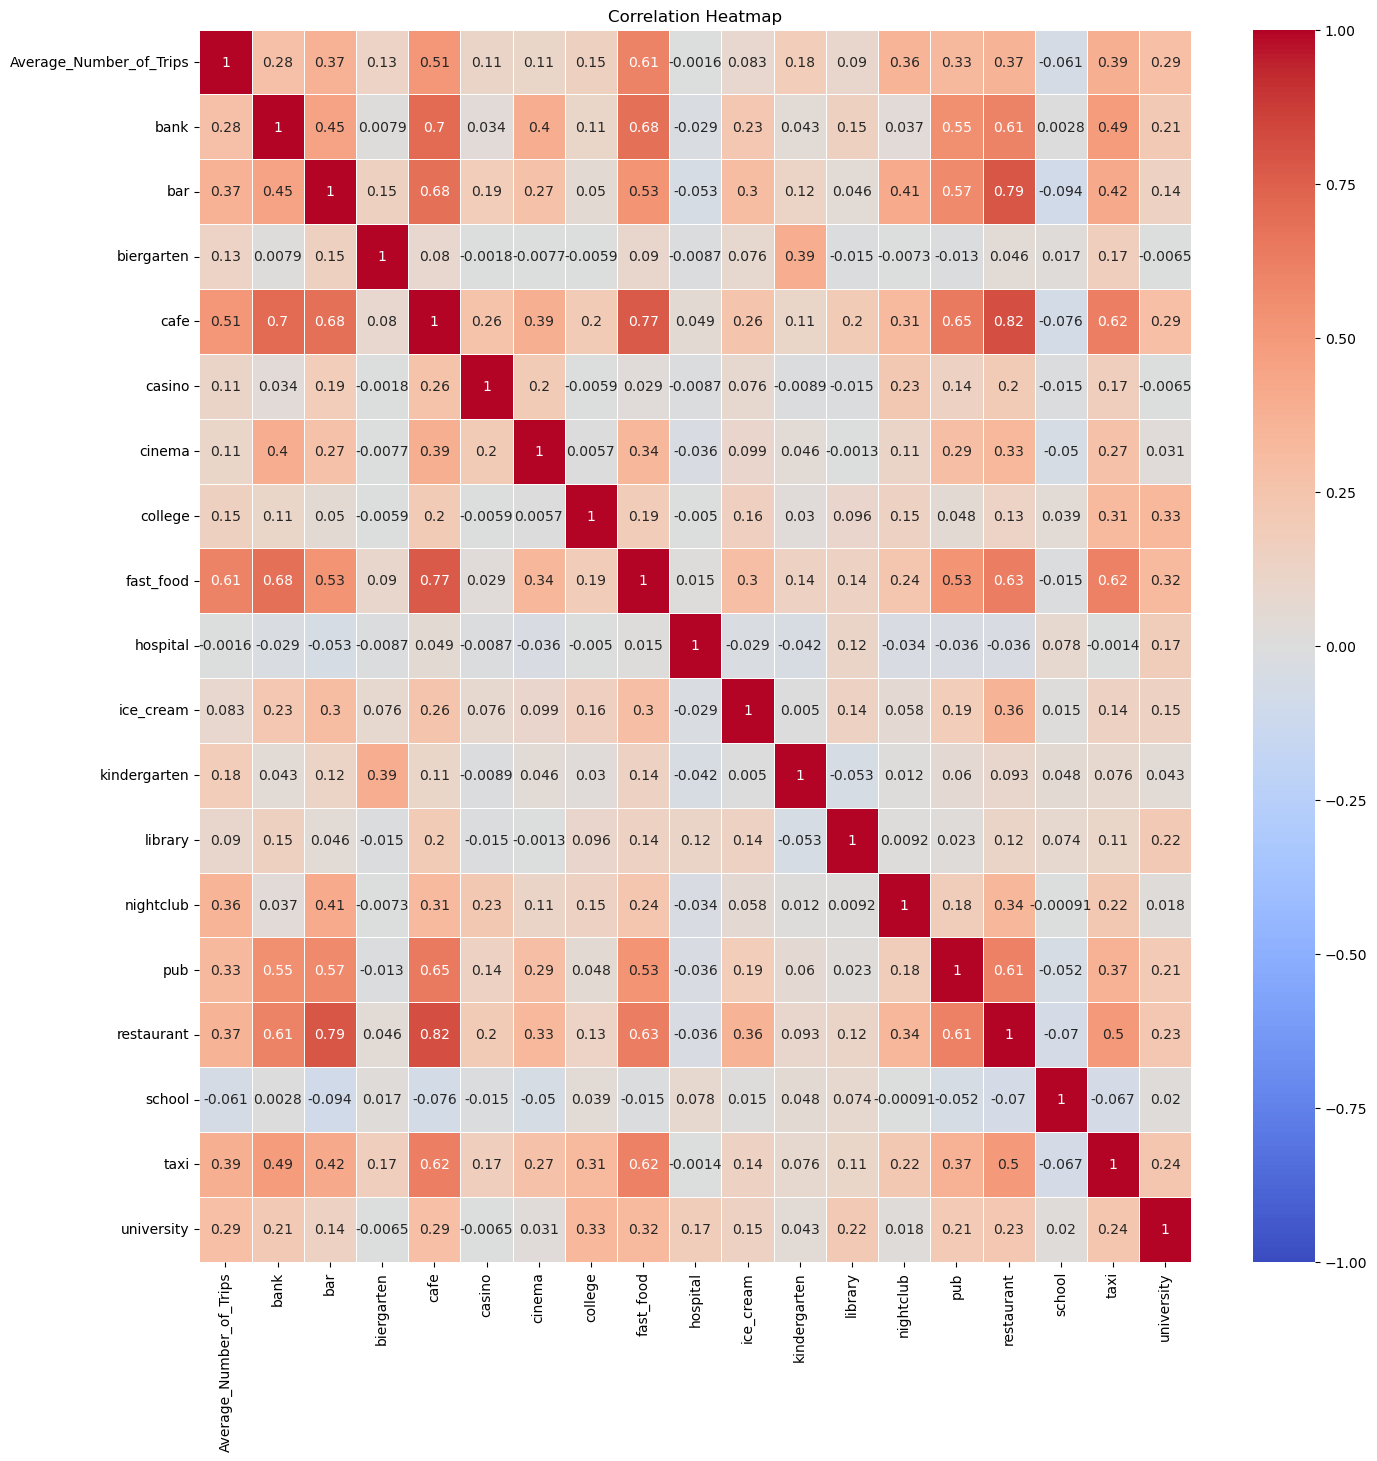 Correlation Heatmap
Average_Number_of_Trips 1 0.28 0.37 0.13 0.51 0.11 0.11 0.15 0.61 -0.0016 0.083 0.18 0.09 0.36 0.33 0.37 -0.061 0.39 0.29
bank 0.28 1 0.45 0.0079 0.7 0.034 0.4 0.11 0.68 -0.029 0.23 0.043 0.15 0.037 0.55 0.61 0.0028 0.49 0.21
bar 0.37 0.45 1 0.15 0.68 0.19 0.27 0.05 0.53 -0.053 0.3 0.12 0.046 0.41 0.57 0.79 -0.094 0.42 0.14
biergarten 0.13 0.0079 0.15 1 0.08 -0.0018 -0.0077 -0.0059 0.09 -0.0087 0.076 0.39 -0.015 -0.0073 -0.013 0.046 0.017 0.17 -0.0065
cafe 0.51 0.7 0.68 0.08 1 0.26 0.39 0.2 0.77 0.049 0.26 0.11 0.2 0.31 0.65 0.82 -0.076 0.62 0.29
casino 0.11 0.034 0.19 -0.0018 0.26 1 0.2 -0.0059 0.029 -0.0087 0.076 -0.0089 -0.015 0.23 0.14 0.2 -0.015 0.17 -0.0065
cinema 0.11 0.4 0.27 -0.0077 0.39 0.2 1 0.0057 0.34 -0.036 0.099 0.046 -0.0013 0.11 0.29 0.33 -0.05 0.27 0.031
college 0.15 0.11 0.05 -0.0059 0.2 -0.0059 0.0057 1 0.19 -0.005 0.16 0.03 0.096 0.15 0.048 0.13 0.039 0.31 0.33
fast_food 0.61 0.68 0.53 0.09 0.77 0.029 0.34 0.19 1 0.015 0.3 0.14 0.14 0.24 0.53 0.63 -0.015 0.62 0.32
hospital -0.0016 -0.029 -0.053 -0.0087 0.049 -0.0087 -0.036 -0.005 0.015 1 -0.029 -0.042 0.12 -0.034 -0.036 -0.036 0.078 -0.0014 0.17
ice_cream 0.083 0.23 0.3 0.076 0.26 0.076 0.099 0.16 0.3 -0.029 1 0.005 0.14 0.058 0.19 0.36 0.015 0.14 0.15
kindergarten 0.18 0.043 0.12 0.39 0.11 -0.0089 0.046 0.03 0.14 -0.042 0.005 1 -0.053 0.012 0.06 0.093 0.048 0.076 0.043
library 0.09 0.15 0.046 -0.015 0.2 -0.015 -0.0013 0.096 0.14 0.12 0.14 -0.053 1 0.0092 0.023 0.12 0.074 0.11 0.22
nightclub 0.36 0.037 0.41 -0.0073 0.31 0.23 0.11 0.15 0.24 -0.034 0.058 0.012 0.0092 1 0.18 0.34 -0.00091 0.22 0.018
pub 0.33 0.55 0.57 -0.013 0.65 0.14 0.29 0.048 0.53 -0.036 0.19 0.06 0.023 0.18 1 0.61 -0.052 0.37 0.21
restaurant 0.37 0.61 0.79 0.046 0.82 0.2 0.33 0.13 0.63 -0.036 0.36 0.093 0.12 0.34 0.61 1 -0.07 0.5 0.23
school -0.061 0.0028 -0.094 0.017 -0.076 -0.015 -0.05 0.039 -0.015 0.078 0.015 0.048 0.074 -0.00091 -0.052 -0.07 1 -0.067 0.02
taxi 0.39 0.49 0.42 0.17 0.62 0.17 0.27 0.31 0.62 -0.0014 0.14 0.076 0.11 0.22 0.37 0.5 -0.067 1 0.24
university 0.29 0.21 0.14 -0.0065 0.29 -0.0065 0.031 0.33 0.32 0.17 0.15 0.043 0.22 0.018 0.21 0.23 0.02 0.24 1
Average_Number_of_Trips
bank
bar
biergarten
cafe
casino
cinema
college
fast_food
hospital
ice_cream
kindergarten
library
nightclub
pub
restaurant
school
taxi
university
1.00
0.75
0.50
0.25
0.00
−0.25
−0.50
−0.75
−1.00